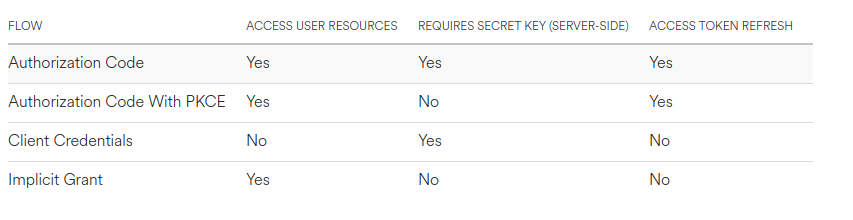 FLOW ACCESS USER RESOURCES REQUIRES SECRET KEY (SERVER-SIDE) ACCESS TOKEN REFRESH
Authorization Code Yes Yes Yes
Authorization Code With PKCE Yes No Yes
Client Credentials No Yes No
Implicit Grant Yes No No